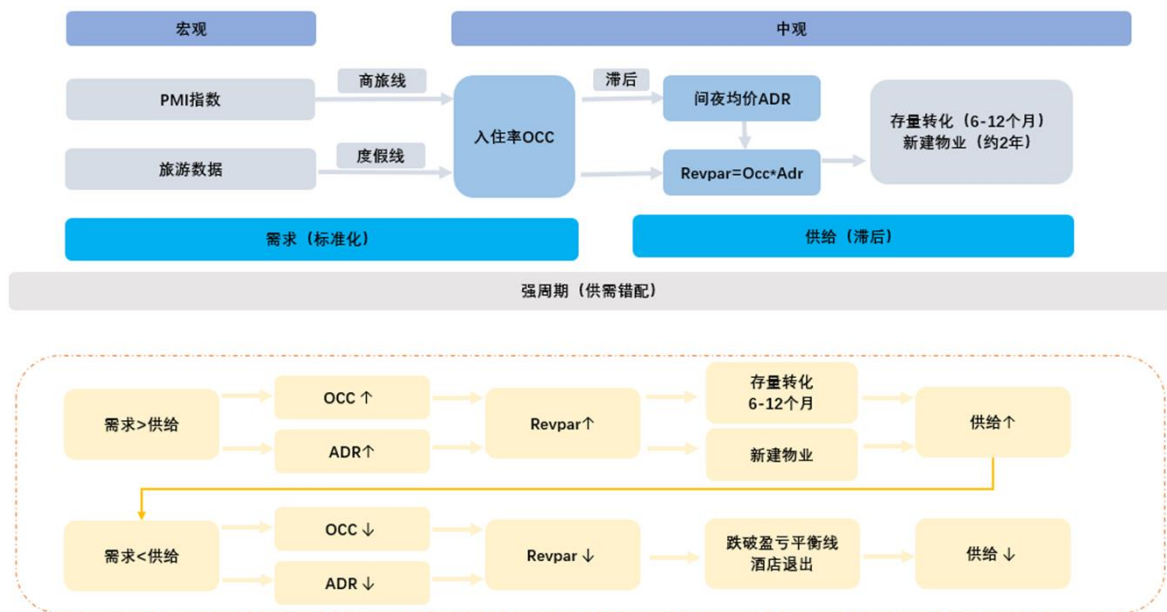 宏观
中观
PMI指数
商旅线
入住率OCC
滞后
间夜均价ADR
存量转化（6-12个月）
新建物业（约2年）
旅游数据
度假线
Revpar=Occ*Adr
需求（标准化）
供给（滞后）
强周期（供需错配）
需求>供给
OCC ↑
ADR↑
Revpar↑
存量转化
6-12个月
新建物业
供给↑
需求<供给
OCC ↓
ADR ↓
Revpar ↓
跌破盈亏平衡线
酒店退出
供给 ↓